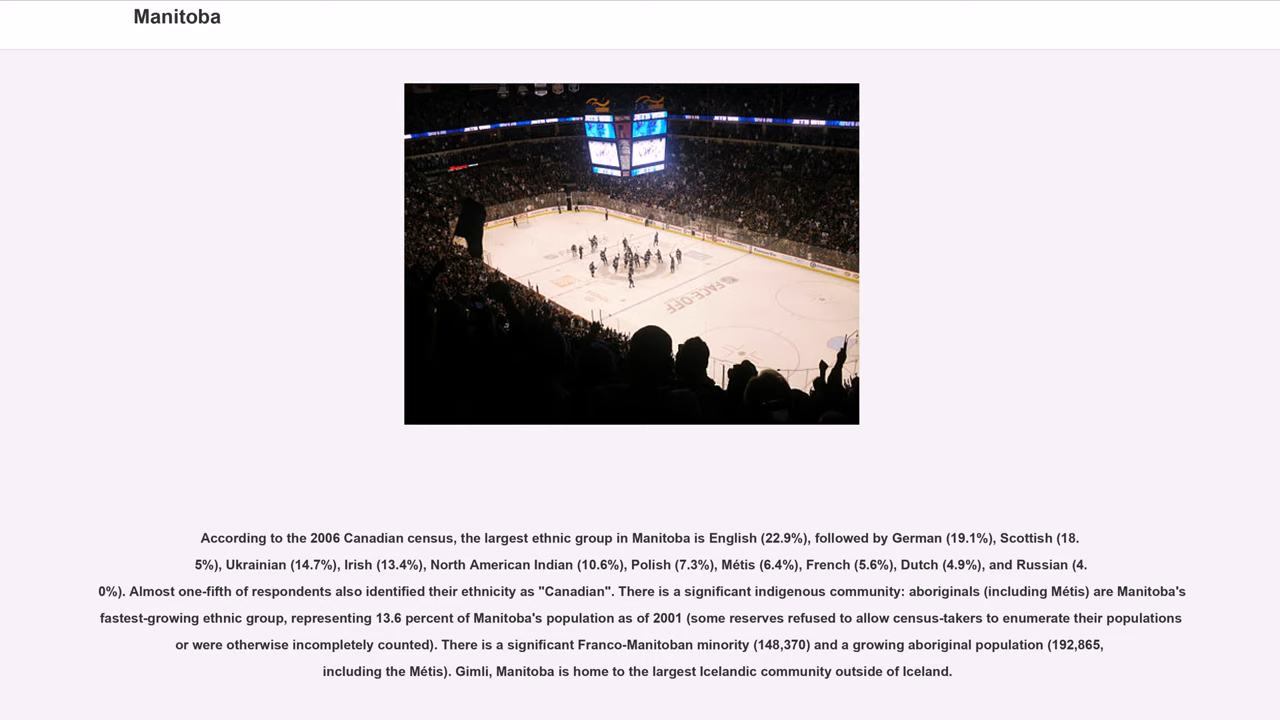 Manitoba
FACE-OFF
According to the 2006 Canadian census, the largest ethnic group in Manitoba is English (22.9%), followed by German (19.1%), Scottish (18.
5%), Ukrainian (14.7%), Irish (13.4%), North American Indian (10.6%), Polish (7.3%), Métis (6.4%), French (5.6%), Dutch (4.9%), and Russian (4.
0%). Almost one-fifth of respondents also identified their ethnicity as "Canadian". There is a significant indigenous community: aboriginals (including Métis) are Manitoba's
fastest-growing ethnic group, representing 13.6 percent of Manitoba's population as of 2001 (some reserves refused to allow census-takers to enumerate their populations
or were otherwise incompletely counted). There is a significant Franco-Manitoban minority (148,370) and a growing aboriginal population (192,865,
including the Métis). Gimli, Manitoba is home to the largest Icelandic community outside of Iceland.